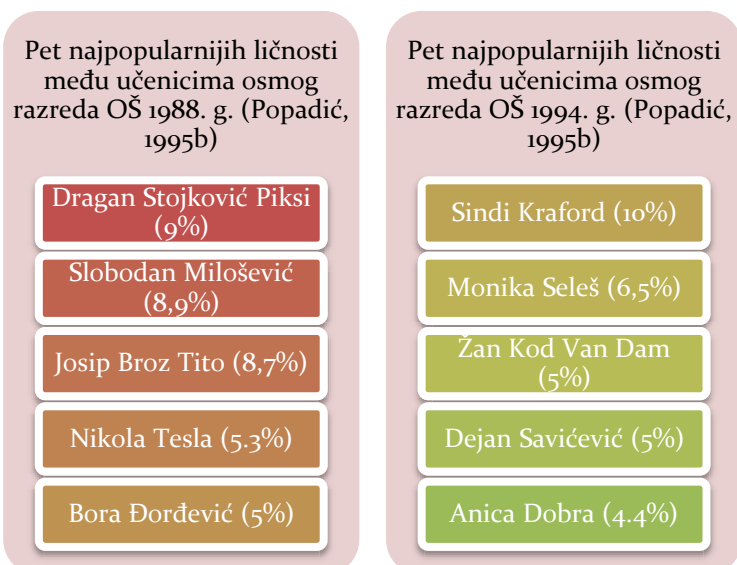 Pet najpopularnijih ličnosti
među učenicima osmog
razreda OŠ 1988. g. (Popadić,
1995b)
Dragan Stojković Piksi
(9%)
Slobodan Milošević
(8,9%)
Josip Broz Tito (8,7%)
Nikola Tesla (5.3%)
Bora Đorđević (5%)
Pet najpopularnijih ličnosti
među učenicima osmog
razreda OŠ 1994. g. (Popadić,
1995b)
Sindi Kraford (10%)
Monika Seleš (6,5%)
Žan Kod Van Dam
(5%)
Dejan Savićević (5%)
Anica Dobra (4.4%)